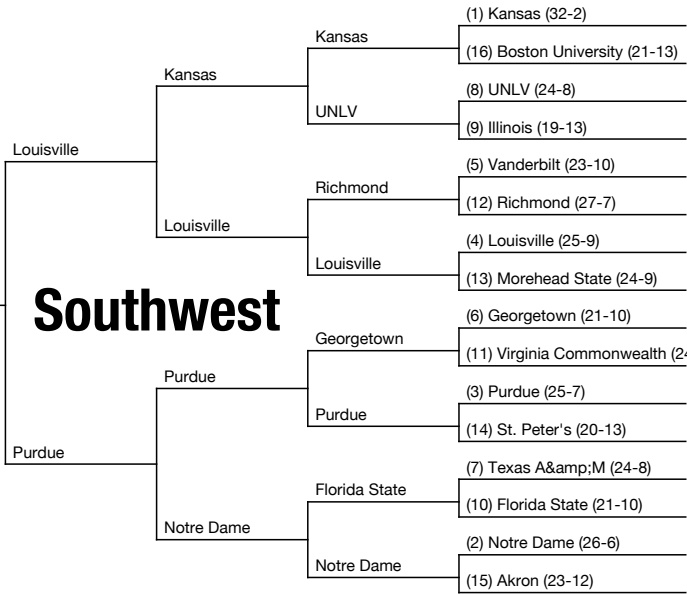 (1) Kansas (32-2)
Kansas
(16) Boston University (21-13)
Kansas
(8) UNLV (24-8)
UNLV
(9) Illinois (19-13)
Louisville
(5) Vanderbilt (23-10)
Richmond
(12) Richmond (27-7)
Louisville
(4) Louisville (25-9)
Louisville
(13) Morehead State (24-9)
Southwest
(6) Georgetown (21-10)
Georgetown
(11) Virginia Commonwealth (24
Purdue
(3) Purdue (25-7)
Purdue
(14) St. Peter's (20-13)
Purdue
(7) Texas A&amp;M (24-8)
Florida State
(10) Florida State (21-10)
Notre Dame
(2) Notre Dame (26-6)
Notre Dame
(15) Akron (23-12)